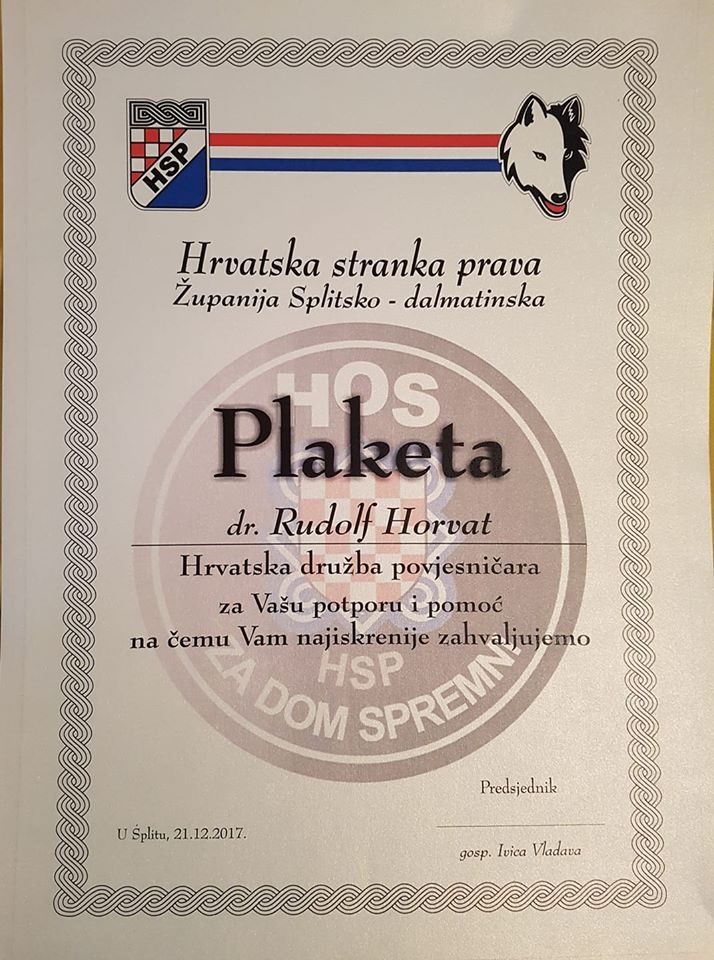 HSP
Hrvatska stranka prava
Županija Splitsko - dalmatinska
HOS
Plaketa
dr. Rudolf Horvat
Hrvatska družba povjesničara
za Vašu potporu i pomoć
na čemu Vam najiskrenije zahvaljujemo
HSP
ZA DOM SPREMNI
Predsjednik
U Splitu, 21.12.2017.
gosp. Ivica Vladava